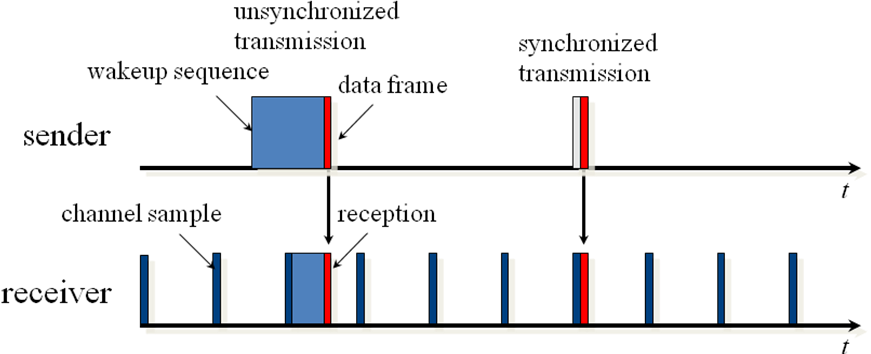 unsynchronized
transmission
synchronized
transmission
wakeup sequence
data frame
sender
t
channel sample
reception
receiver
t